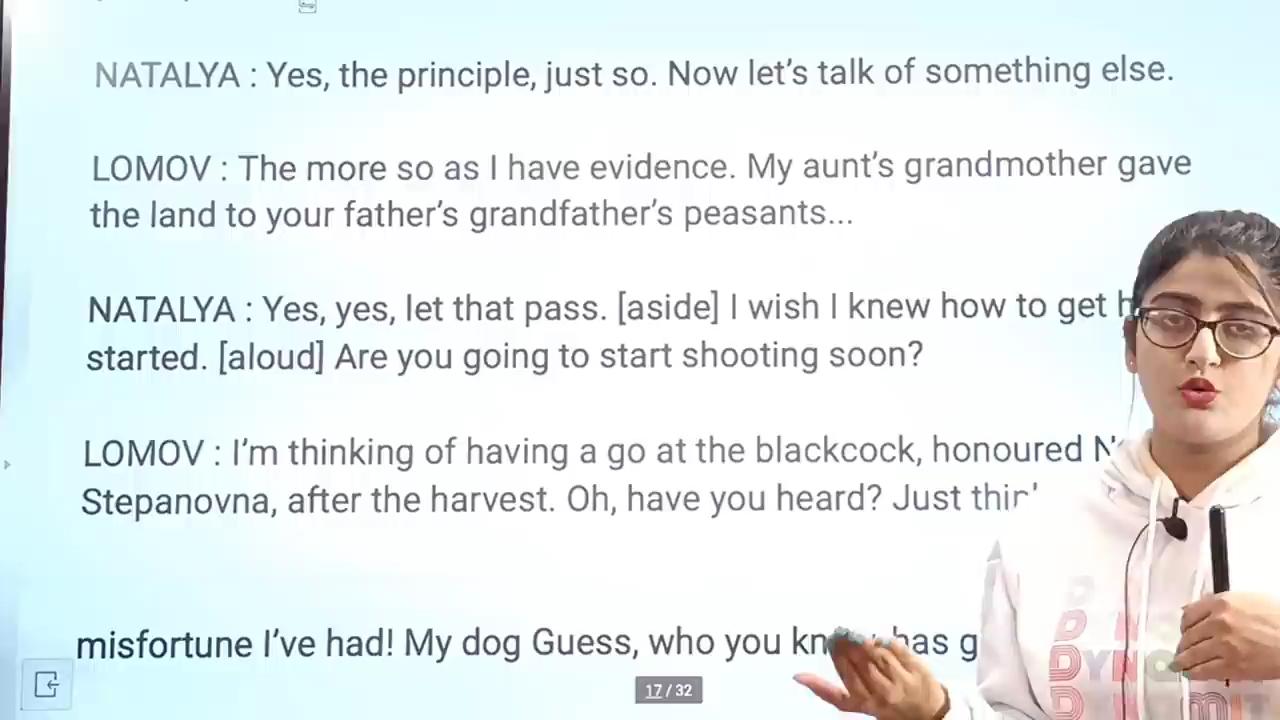 NATALYA : Yes, the principle, just so. Now let's talk of something else.
LOMOV : The more so as I have evidence. My aunt's grandmother gave
the land to your father's grandfather's peasants...
NATALYA : Yes, yes, let that pass. [aside] I wish I knew how to get
started. [aloud] Are you going to start shooting soon?
LOMOV : I'm thinking of having a go at the blackcock, honoured
Stepanovna, after the harvest. Oh, have you heard? Just
misfortune I've had! My dog Guess, who you has
17 / 32